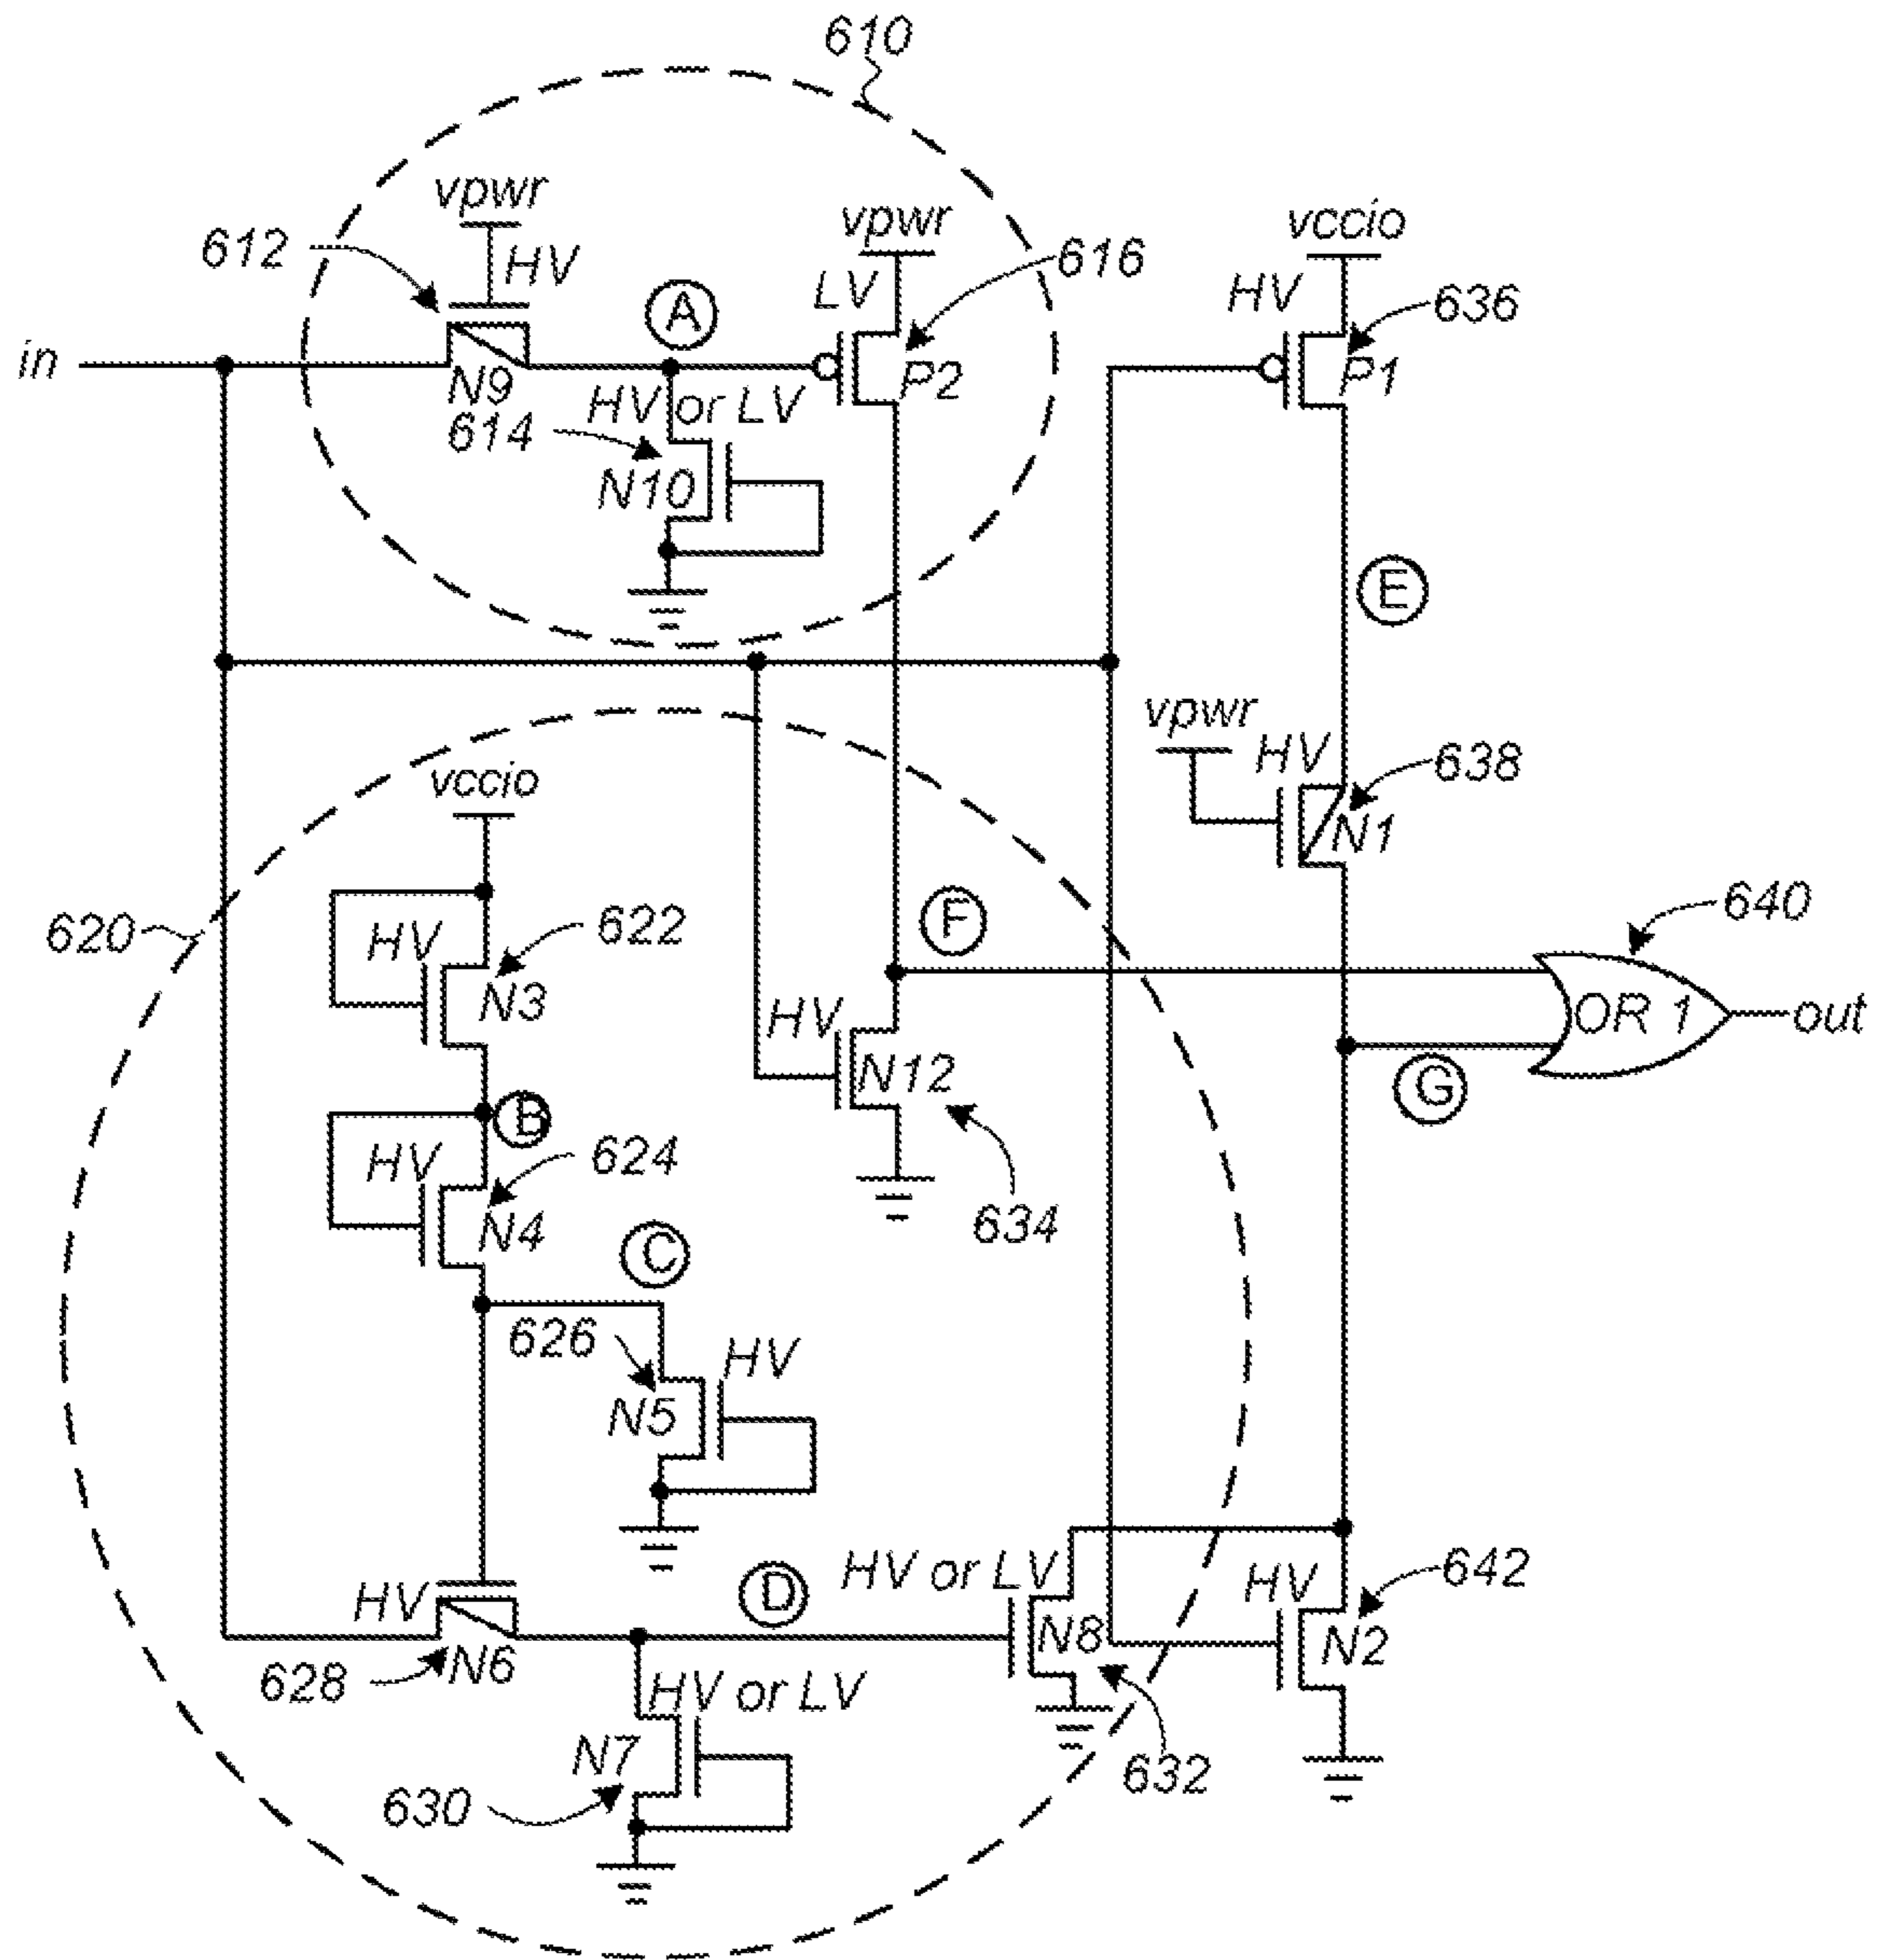 610
vpwr
612
HV
vpwr
616
vccio
LV
HV
636
A
in
N9
P2
P1
HV or LV
614
N10
E
vpwr
HV
638
vccio
N1
620
HV
622
F
640
N3
HV
OR 1
out
N12
G
B
HV
624
N4
634
C
626
HV
N5
HV or LV
HV
642
HV
D
N8
N2
N6
628
HV or LV
N7
632
630